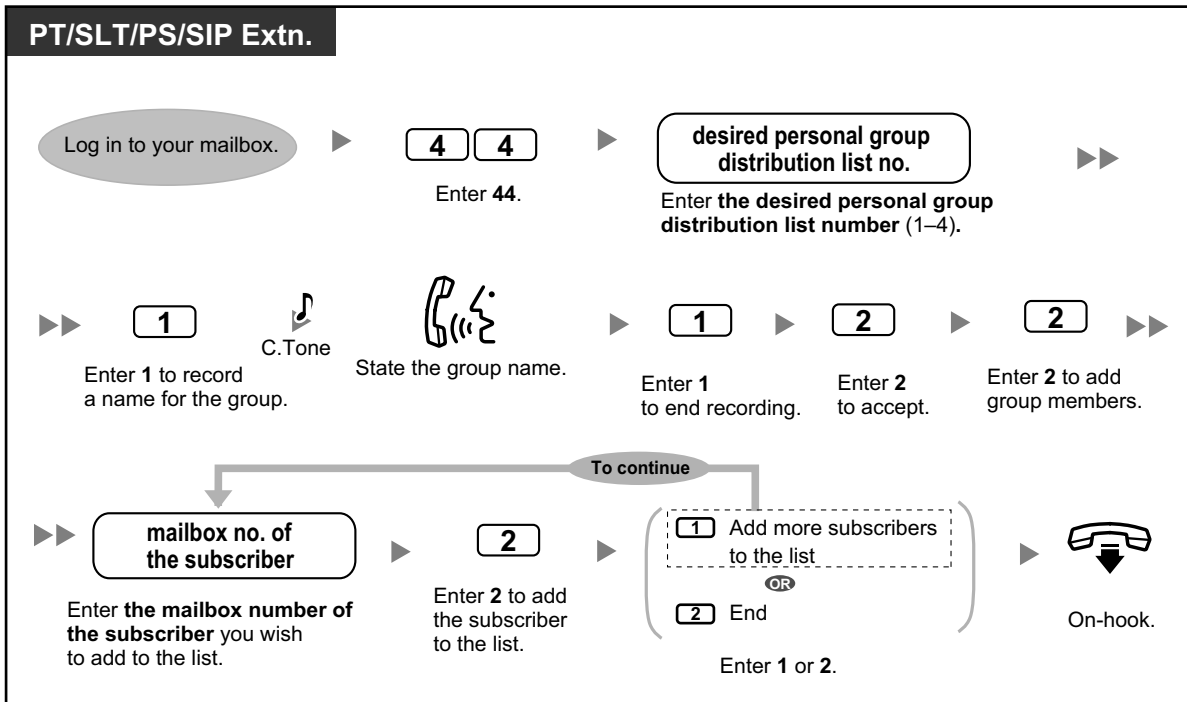 PT/SLT/PS/SIP Extn.
Log in to your mailbox.
4 4
Enter 44.
desired personal group
distribution list no.
Enter the desired personal group
distribution list number (1–4).
1
Enter 1 to record
a name for the group.
C.Tone
State the group name.
1
Enter 1
to end recording.
2
Enter 2
to accept.
2
Enter 2 to add
group members.
To continue
mailbox no. of
the subscriber
Enter the mailbox number of
the subscriber you wish
to add to the list.
2
Enter 2 to add
the subscriber
to the list.
1 Add more subscribers
to the list
OR
2 End
Enter 1 or 2.
On-hook.